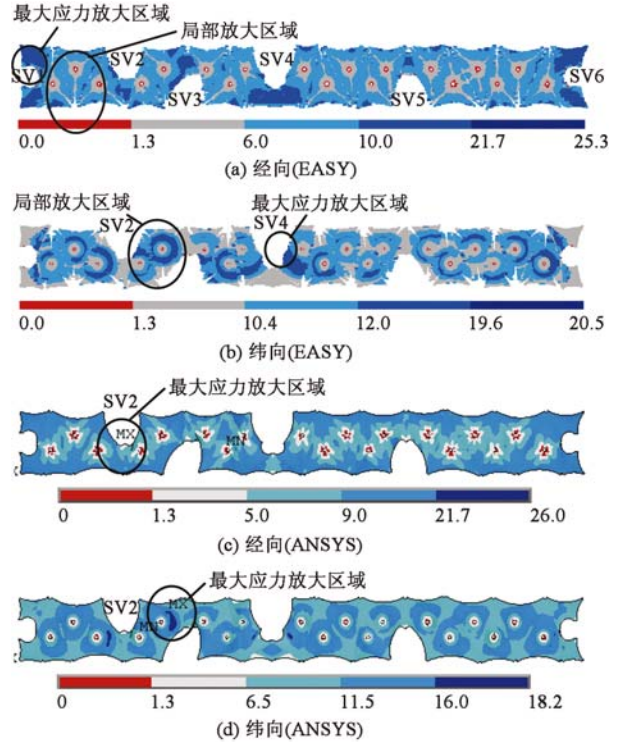 最大应力放大区域
局部放大区域
SV1 SV2 SV4 SV6
SV3 SV5
0.0 1.3 6.0 10.0 21.7 25.3
(a) 经向(EASY)
局部放大区域 最大应力放大区域
SV2 SV4
0.0 1.3 10.4 12.0 19.6 20.5
(b) 纬向(EASY)
最大应力放大区域
SV2
MX
MN
0 1.3 5.0 9.0 21.7 26.0
(c) 经向(ANSYS)
最大应力放大区域
SV2 MX
MN
0 1.3 6.5 11.5 16.0 18.2
(d) 纬向(ANSYS)